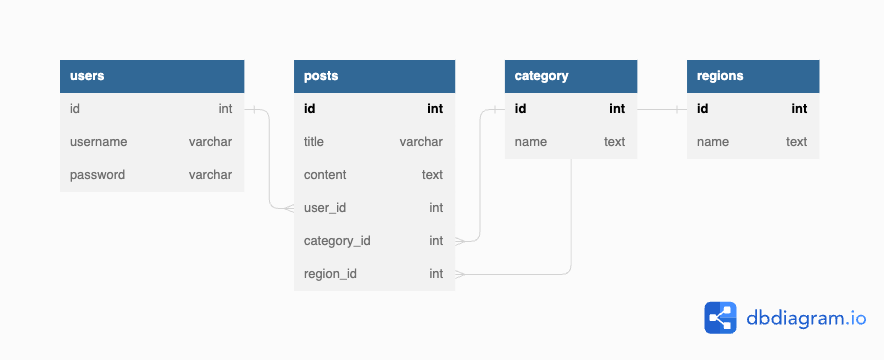 users
id int
username varchar
password varchar
posts
id int
title varchar
content text
user_id int
category_id int
region_id int
category
id int
name text
regions
id int
name text
dbdiagram.io